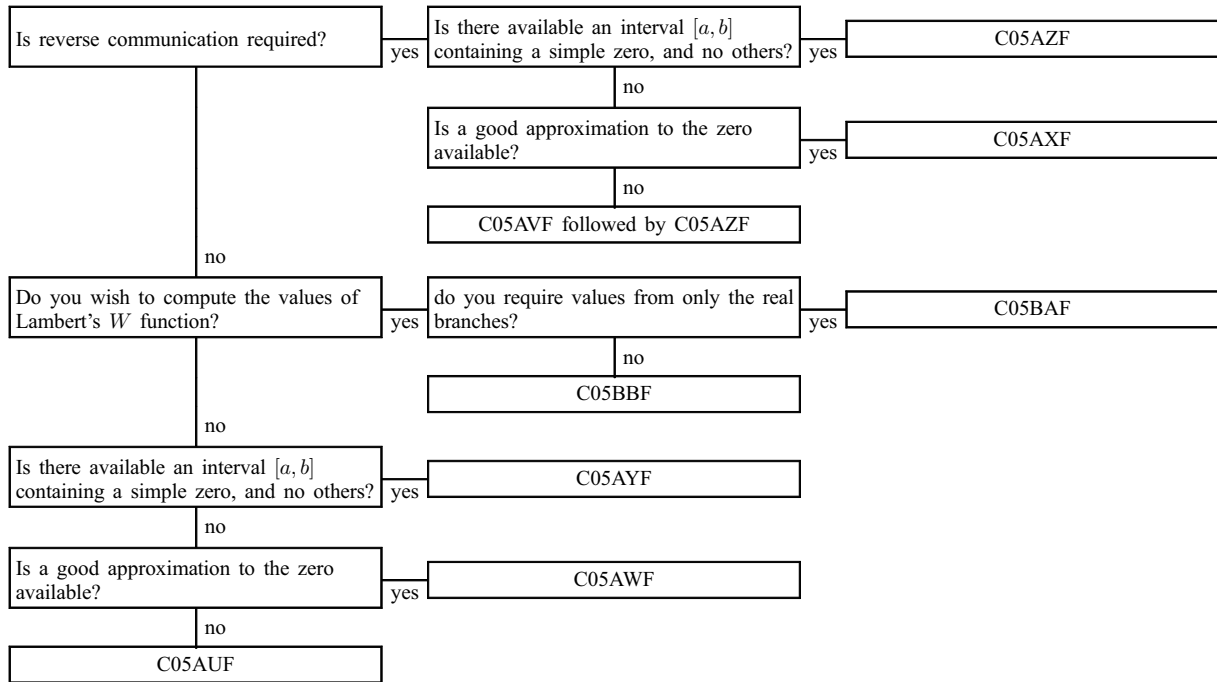 Is reverse communication required?
yes
Is there available an interval [a, b]
containing a simple zero, and no others?
yes
C05AZF
no
Is a good approximation to the zero
available?
yes
C05AXF
no
C05AVF followed by C05AZF
no
Do you wish to compute the values of
Lambert's W function?
yes
do you require values from only the real
branches?
yes
C05BAF
no
C05BBF
no
Is there available an interval [a, b]
containing a simple zero, and no others?
yes
C05AYF
no
Is a good approximation to the zero
available?
yes
C05AWF
no
C05AUF